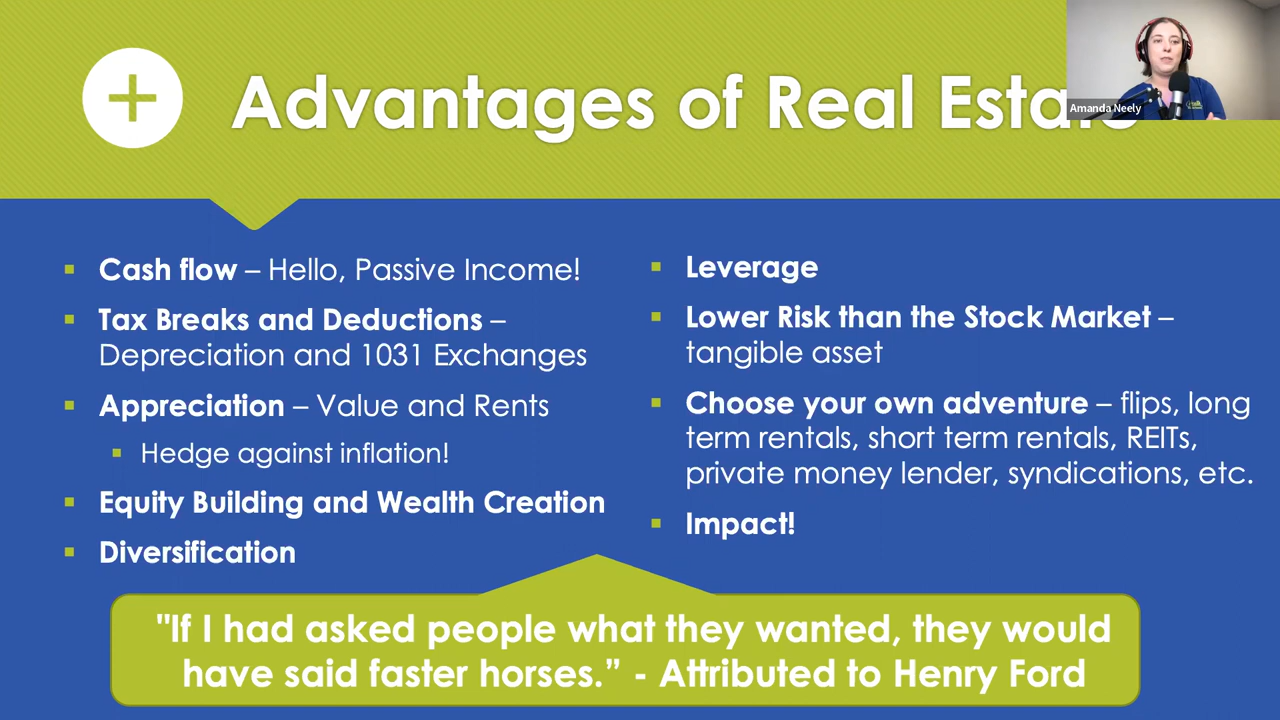 Advantages of Real Estate
Amanda Neely
Cash flow – Hello, Passive Income!
Tax Breaks and Deductions –
Depreciation and 1031 Exchanges
Appreciation – Value and Rents
Hedge against inflation!
Equity Building and Wealth Creation
Diversification
Leverage
Lower Risk than the Stock Market –
tangible asset
Choose your own adventure – flips, long
term rentals, short term rentals, REITs,
private money lender, syndications, etc.
Impact!
"If I had asked people what they wanted, they would
have said faster horses.” - Attributed to Henry Ford